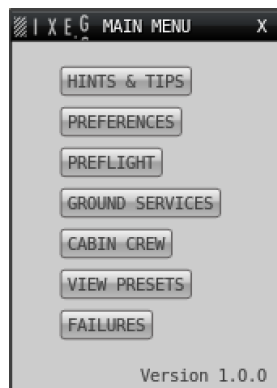 IXEG MAIN MENU X
HINTS & TIPS
PREFERENCES
PREFLIGHT
GROUND SERVICES
CABIN CREW
VIEW PRESETS
FAILURES
Version 1.0.0